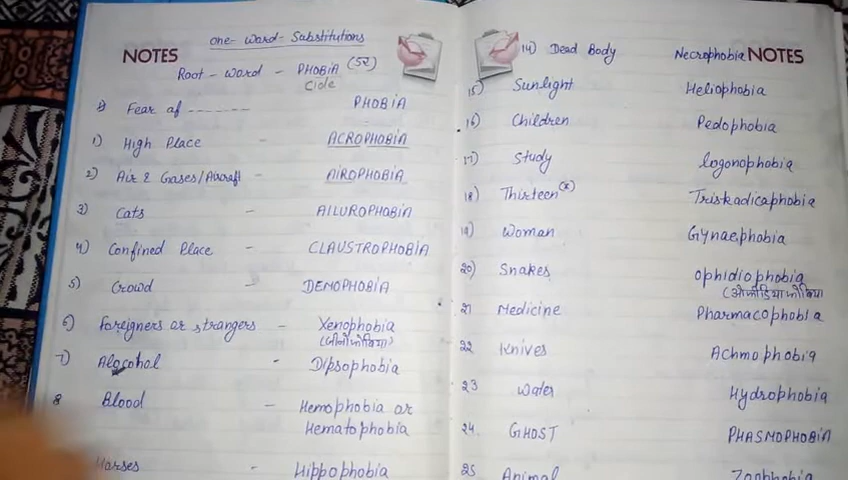 NOTES
One-Word-Substitutions
Root-word - PHOBIA (52)
Cide
Fear of ------- PHOBIA
1) High Place - ACROPHOBIA
2) Air & Gases/Aircraft - AIROPHOBIA
3) Cats - AILUROPHOBIA
4) Confined Place - CLAUSTROPHOBIA
5) Crowd - DEMOPHOBIA
6) Foreigners or strangers - Xenophobia
(जीनोफोबिया)
7) Alocohol - Dipsophobia
8 Blood - Hemophobia or
Hematophobia
Horses - Hippophobia
14) Dead Body Necrophobia NOTES
15) Sunlight Heliophobia
16) Children Pedophobia
17) Study logonophobia
18) Thirteen (*) Triskadicaphobia
19) Woman Gynaephobia
20) Snakes ophidiophobia
(ओफीडियाफोबिया
21 Medicine Pharmacophobia
22 Knives Achmophobia
23 Water Hydrophobia
24. GHOST PHASMOPHOBIA
25 Animal Zoophobia